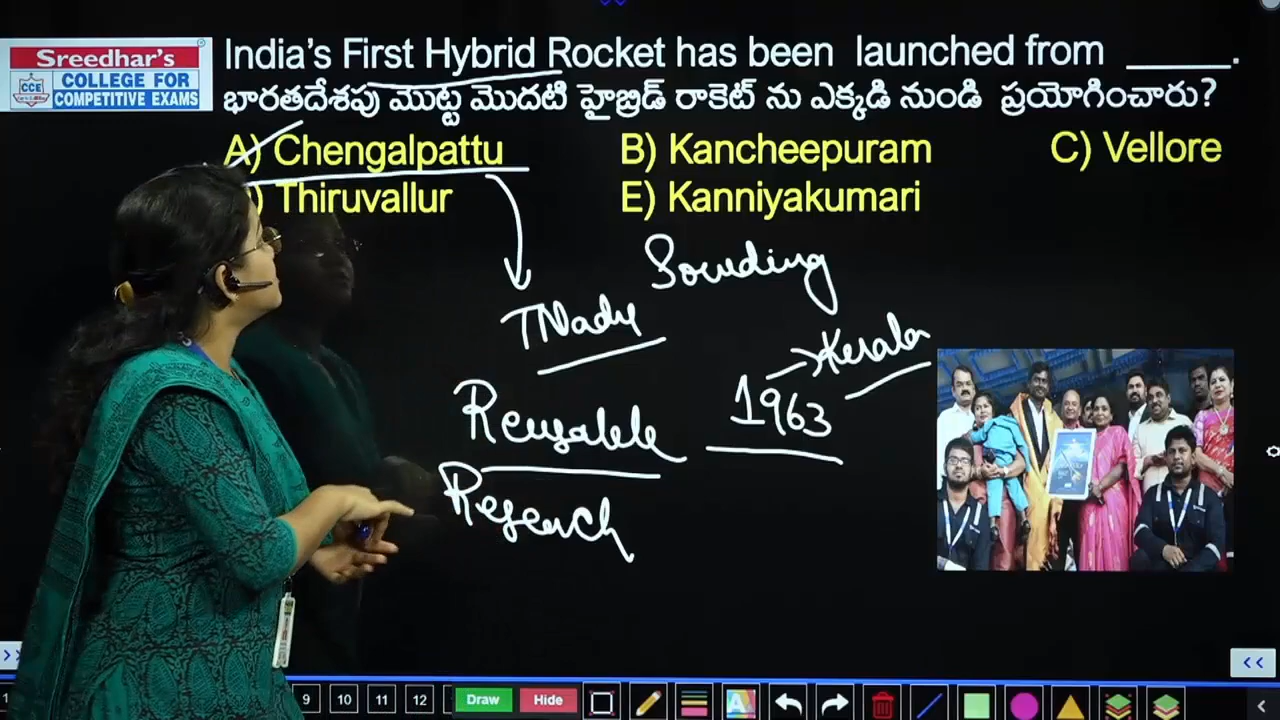 Sreedhar's
CCE
COLLEGE FOR
COMPETITIVE EXAMS
India's First Hybrid Rocket has been launched from ______.
భారతదేశపు మొట్ట మొదటి హైబ్రిడ్ రాకెట్ ను ఎక్కడి నుండి ప్రయోగించారు?
A) Chengalpattu B) Kancheepuram C) Vellore
) Thiruvallur E) Kanniyakumari
Sounding
TNadu
Kerala
1963
Reusable
Research
9 10 11 12 Draw Hide